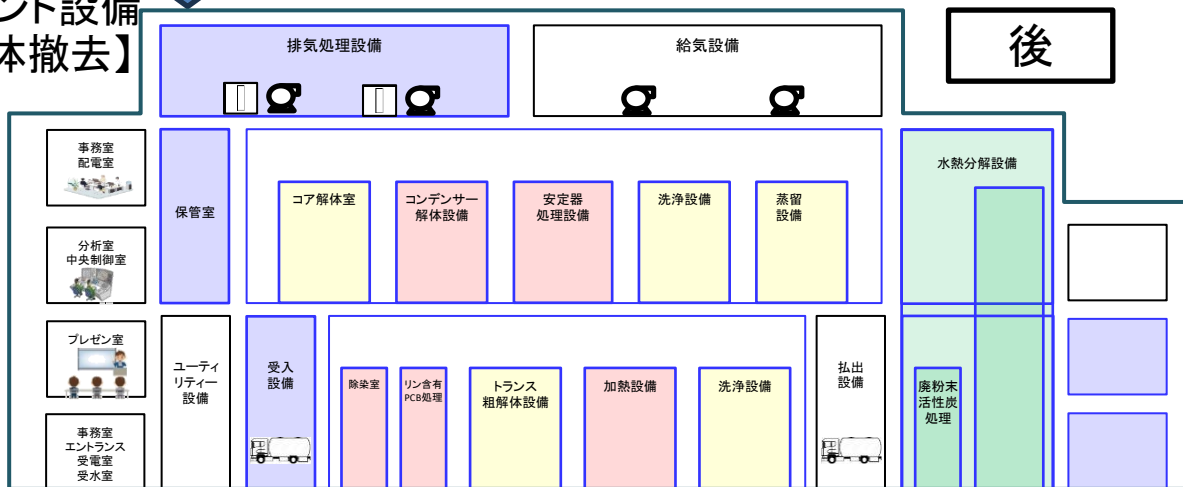 ント設備
体撤去】
後
排気処理設備
給気設備
事務室
配電室
保管室
コア解体室
コンデンサー
解体設備
安定器
処理設備
洗浄設備
蒸留
設備
水熱分解設備
分析室
中央制御室
プレゼン室
ユーティ
リティー
設備
受入
設備
除染室
リン含有
PCB処理
トランス
粗解体設備
加熱設備
洗浄設備
払出
設備
廃粉末
活性炭
処理
事務室
エントランス
受電室
受水室